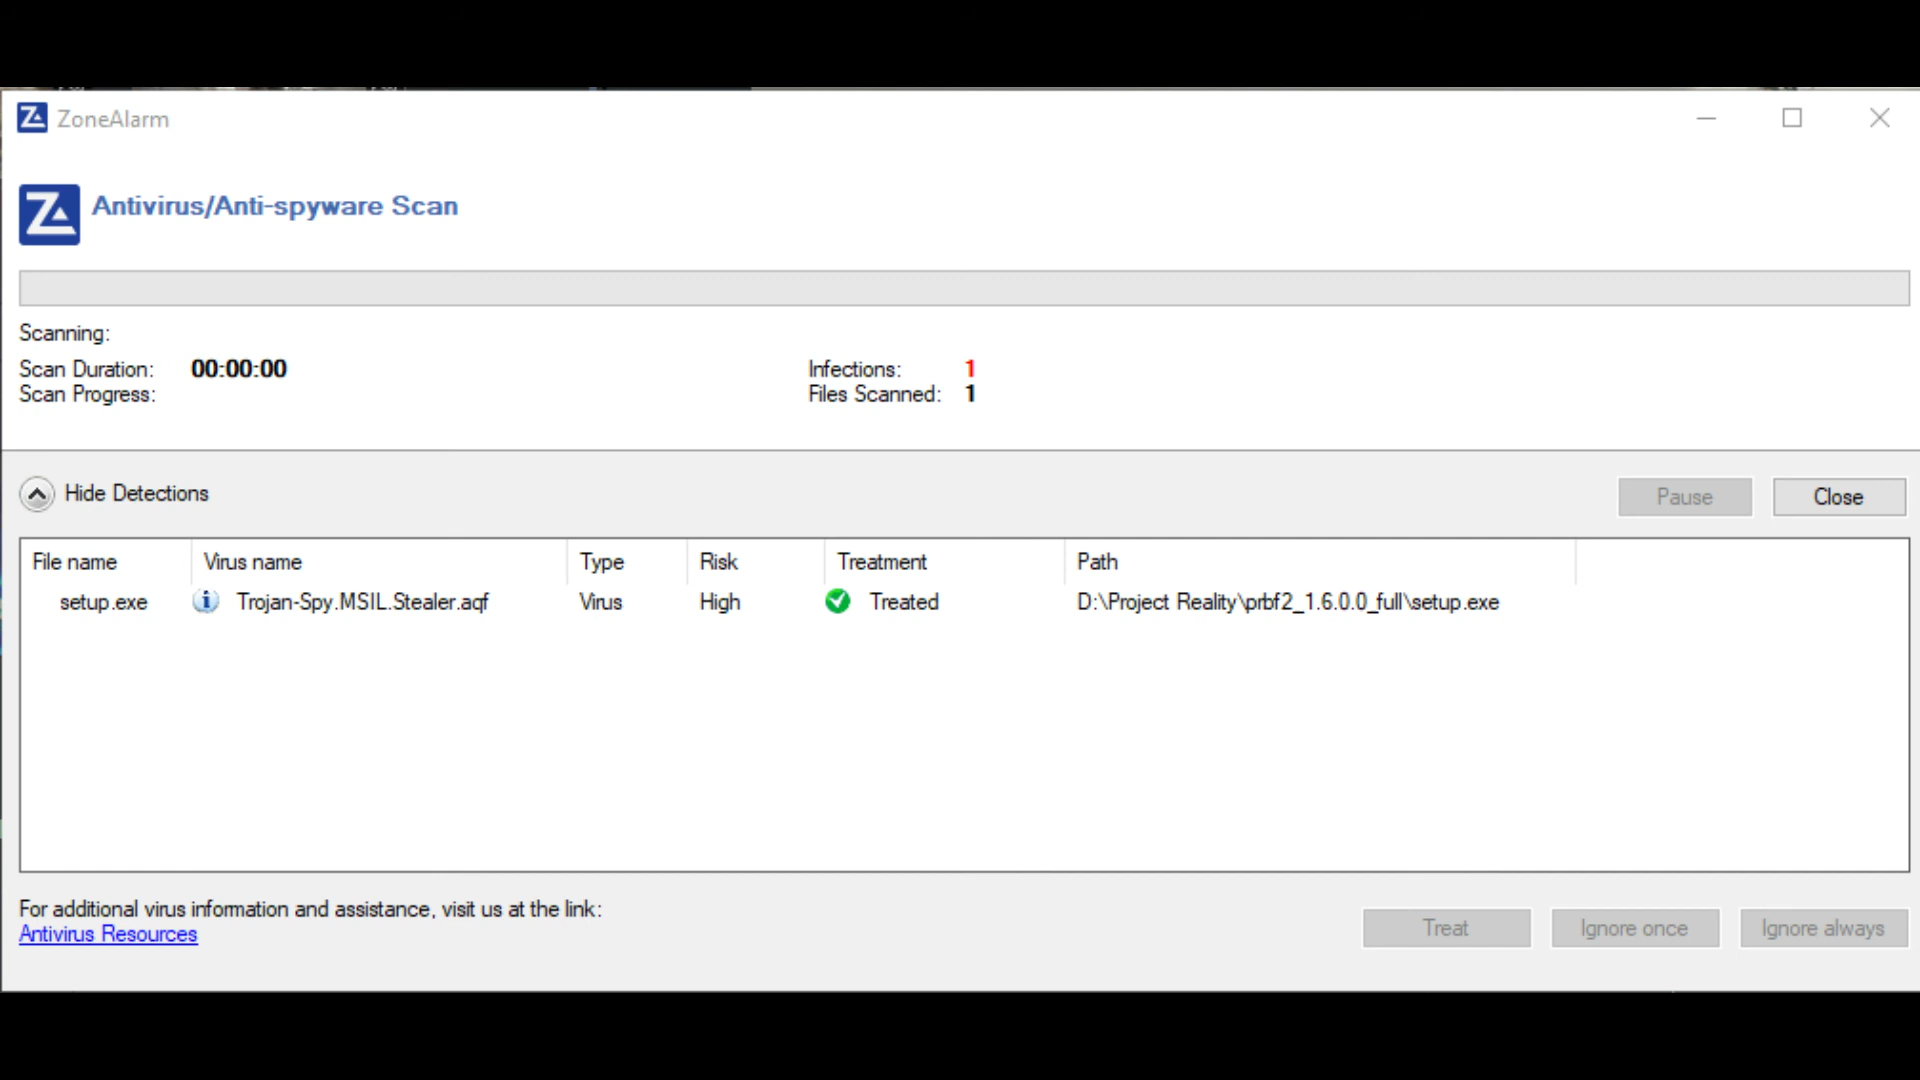 ZoneAlarm
Antivirus/Anti-spyware Scan
Scanning:
Scan Duration: 00:00:00
Scan Progress:
Infections: 1
Files Scanned: 1
Hide Detections
Pause Close
File name Virus name Type Risk Treatment Path
setup.exe Trojan-Spy.MSIL.Stealer.aqf Virus High Treated D:\Project Reality\prbf2_1.6.0.0_full\setup.exe
For additional virus information and assistance, visit us at the link:
Antivirus Resources
Treat Ignore once Ignore always